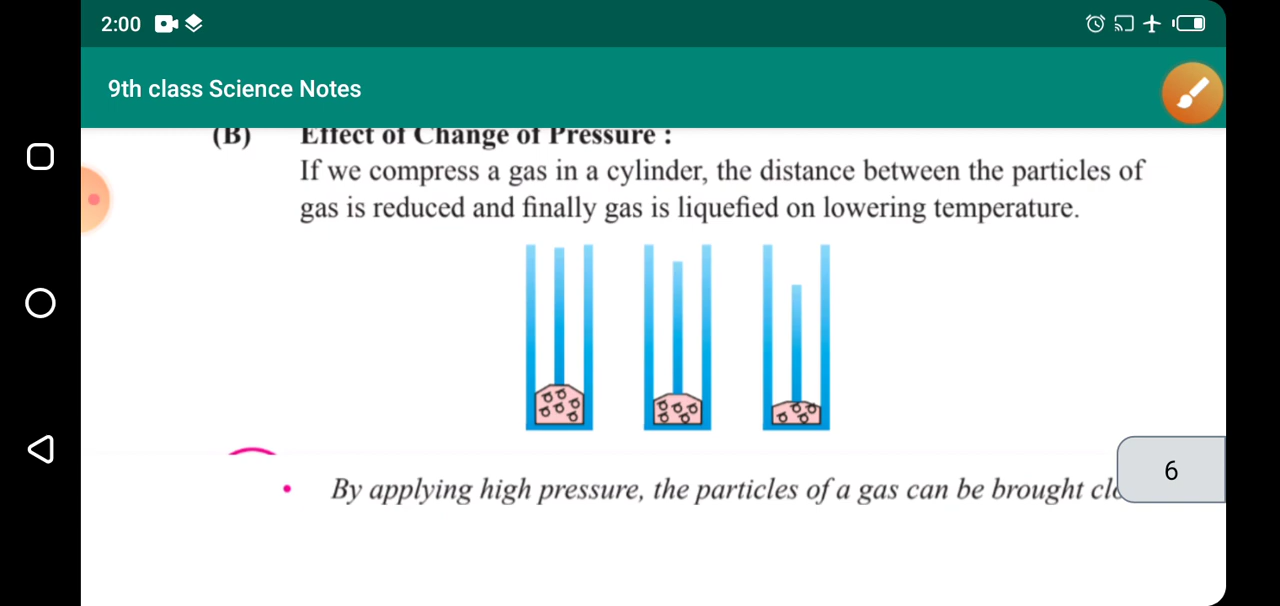 2:00
9th class Science Notes
(B) Effect of Change of Pressure :
If we compress a gas in a cylinder, the distance between the particles of
gas is reduced and finally gas is liquefied on lowering temperature.
• By applying high pressure, the particles of a gas can be brought
6